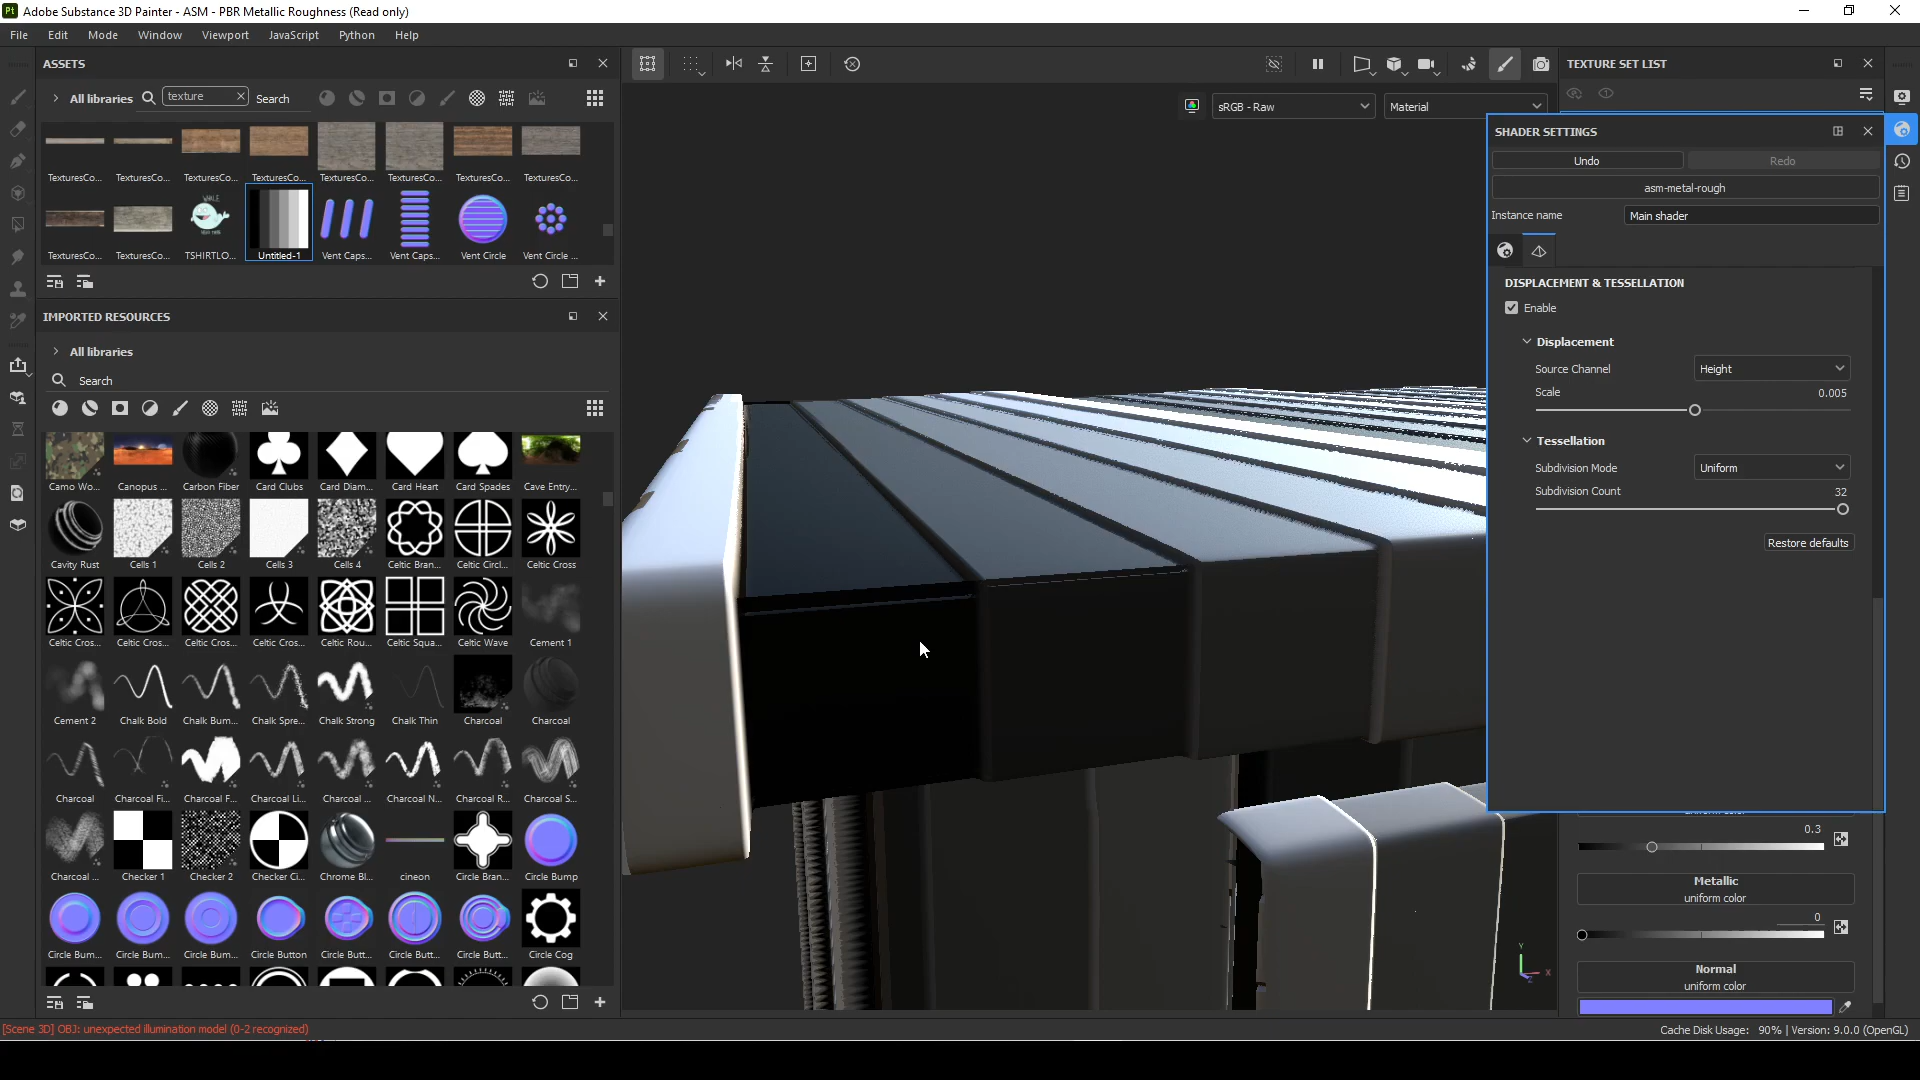 Adobe Substance 3D Painter - ASM - PBR Metallic Roughness (Read only)
File Edit Mode Window Viewport JavaScript Python Help
ASSETS
All libraries texture Search
TexturesCo... TexturesCo... TexturesCo... TexturesCo... TexturesCo... TexturesCo... TexturesCo... TexturesCo...
TexturesCo... TexturesCo... TSHIRTLO... Untitled-1 Vent Caps... Vent Caps... Vent Circle Vent Circle ...
IMPORTED RESOURCES
All libraries
Search
Camo Wo... Canopus ... Carbon Fiber Card Clubs Card Diam... Card Heart Card Spades Cave Entry...
Cavity Rust Cells 1 Cells 2 Cells 3 Cells 4 Celtic Bran... Celtic Circl... Celtic Cross
Celtic Cros... Celtic Cros... Celtic Cros... Celtic Cros... Celtic Rou... Celtic Squa... Celtic Wave Cement 1
Cement 2 Chalk Bold Chalk Bum... Chalk Spre... Chalk Strong Chalk Thin Charcoal Charcoal
Charcoal Charcoal Fi... Charcoal F... Charcoal Li... Charcoal ... Charcoal N... Charcoal R... Charcoal S...
Charcoal ... Checker 1 Checker 2 Checker Ci... Chrome Bl... cineon Circle Bran... Circle Bump
Circle Bum... Circle Bum... Circle Bum... Circle Button Circle Butt... Circle Butt... Circle Butt... Circle Cog
sRGB - Raw Material
TEXTURE SET LIST
SHADER SETTINGS
Undo Redo
asm-metal-rough
Instance name Main shader
DISPLACEMENT & TESSELLATION
Enable
Displacement
Source Channel Height
Scale 0.005
Tessellation
Subdivision Mode Uniform
Subdivision Count 32
Restore defaults
0.3
Metallic
uniform color
0
Normal
uniform color
Y
X
Z
[Scene 3D] OBJ: unexpected illumination model (0-2 recognized)
Cache Disk Usage: 90% | Version: 9.0.0 (OpenGL)